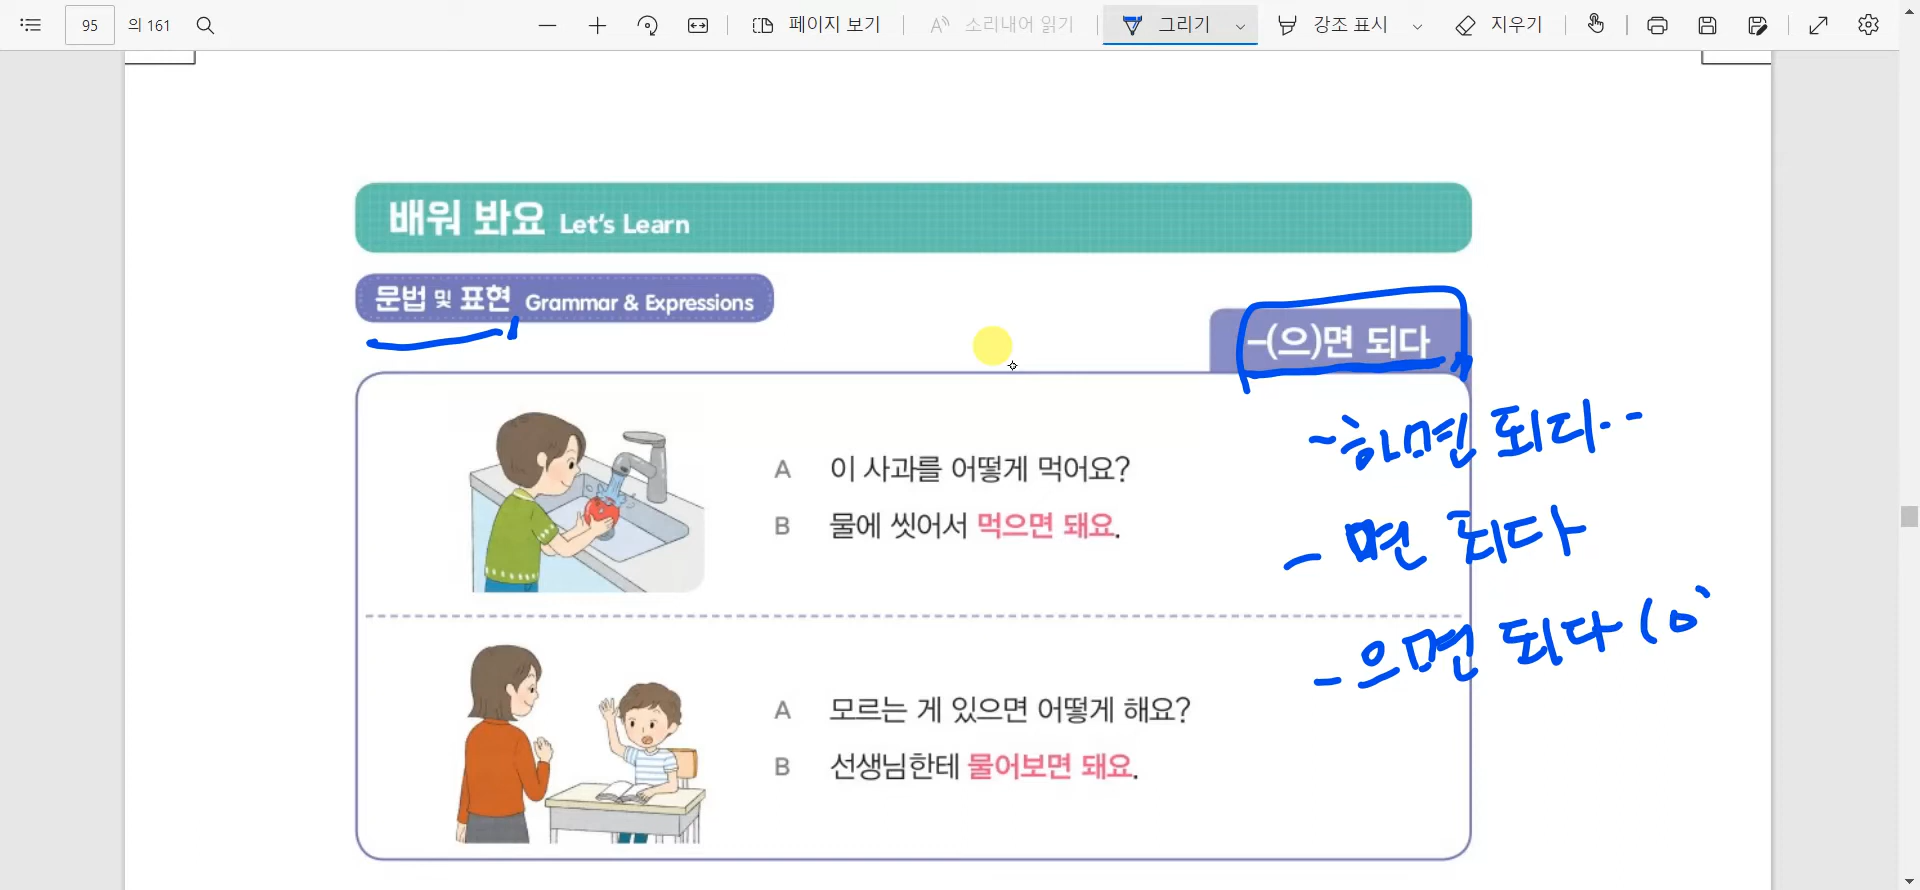 95 의 161 페이지 보기 소리내어 읽기 그리기 강조 표시 지우기
배워 봐요 Let's Learn
문법 및 표현 Grammar & Expressions
-(으)면 되다
A 이 사과를 어떻게 먹어요?
B 물에 씻어서 먹으면 돼요.
~하면 되다..
- 면 되다
- 으면 되다 (
A 모르는 게 있으면 어떻게 해요?
B 선생님한테 물어보면 돼요.